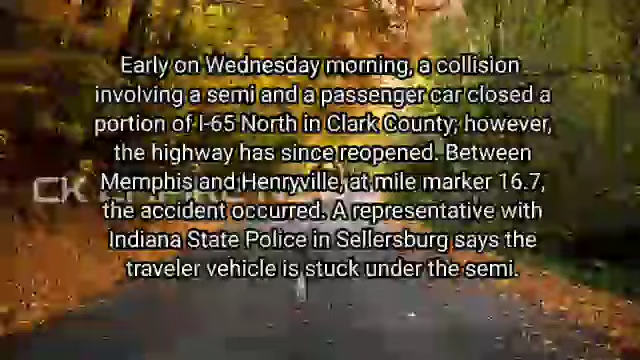 Early on Wednesday morning, a collision
involving a semi and a passenger car closed a
portion of I-65 North in Clark County; however,
the highway has since reopened. Between
Memphis and Henryville, at mile marker 16.7,
the accident occurred. A representative with
Indiana State Police in Sellersburg says the
traveler vehicle is stuck under the semi.